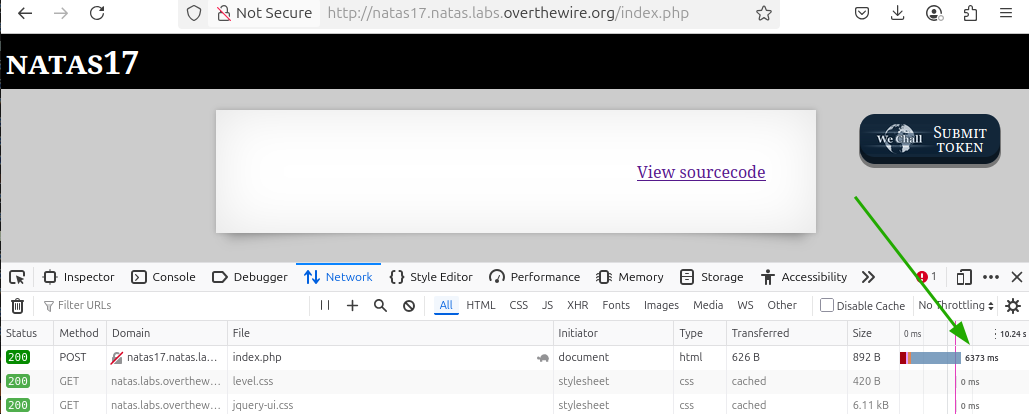 Not Secure http://natas17.natas.labs.overthewire.org/index.php
NATAS17
View sourcecode
We Chall SUBMIT
TOKEN
Inspector Console Debugger Network Style Editor Performance Memory Storage Accessibility 1
Filter URLs All HTML CSS JS XHR Fonts Images Media WS Other Disable Cache No Throttling
Status Method Domain File Initiator Type Transferred Size 0 ms 10.24 s
200 POST natas17.natas.la... index.php document html 626 B 892 B 6373 ms
200 GET natas.labs.overthew... level.css stylesheet css cached 420 B 0 ms
200 GET natas.labs.overthew... jquery-ui.css stylesheet css cached 6.11 kB 0 ms